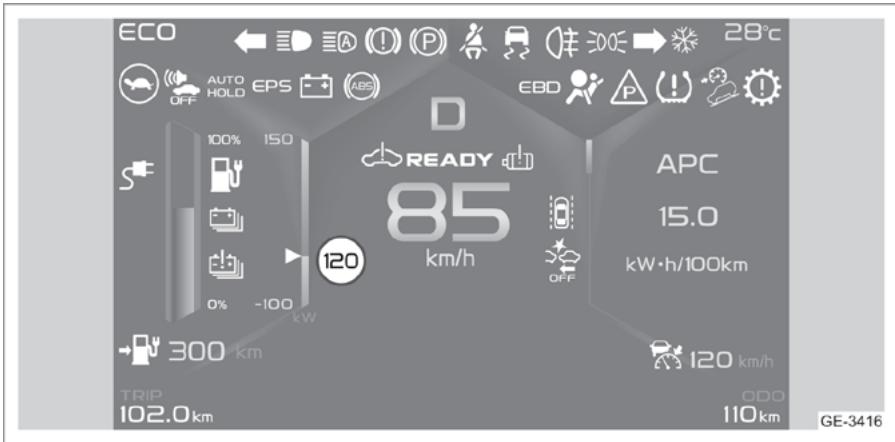 ECO 28°C
A P
OFF AUTO HOLD EPS ABS EBD P
D
100% 150
READY
APC
85
15.0
km/h
120
kW·h/100km
OFF
0% -100
kW
300 km
120 km/h
TRIP ODO
102.0km 110km
GE-3416